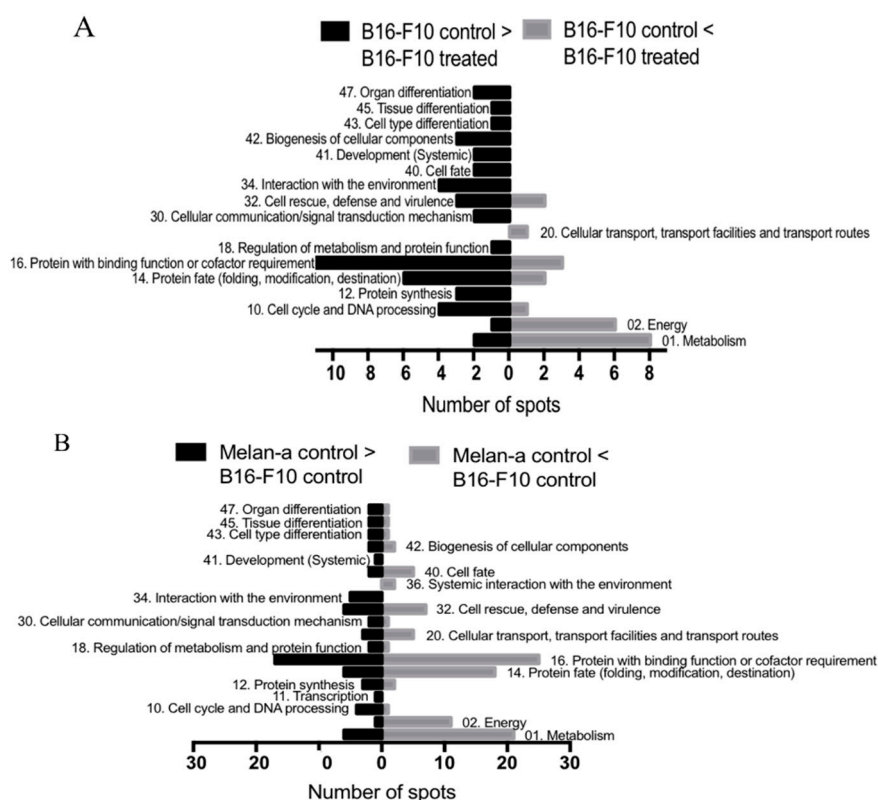 A
B16-F10 control >
B16-F10 treated
B16-F10 control <
B16-F10 treated
47. Organ differentiation
45. Tissue differentiation
43. Cell type differentiation
42. Biogenesis of cellular components
41. Development (Systemic)
40. Cell fate
34. Interaction with the environment
32. Cell rescue, defense and virulence
30. Cellular communication/signal transduction mechanism
20. Cellular transport, transport facilities and transport routes
18. Regulation of metabolism and protein function
16. Protein with binding function or cofactor requirement
14. Protein fate (folding, modification, destination)
12. Protein synthesis
10. Cell cycle and DNA processing
02. Energy
01. Metabolism
10 8 6 4 2 0 2 4 6 8
Number of spots
B
Melan-a control >
B16-F10 control
Melan-a control <
B16-F10 control
47. Organ differentiation
45. Tissue differentiation
43. Cell type differentiation
42. Biogenesis of cellular components
41. Development (Systemic)
40. Cell fate
36. Systemic interaction with the environment
34. Interaction with the environment
32. Cell rescue, defense and virulence
30. Cellular communication/signal transduction mechanism
20. Cellular transport, transport facilities and transport routes
18. Regulation of metabolism and protein function
16. Protein with binding function or cofactor requirement
14. Protein fate (folding, modification, destination)
12. Protein synthesis
11. Transcription
10. Cell cycle and DNA processing
02. Energy
01. Metabolism
30 20 0 0 10 20 30
Number of spots